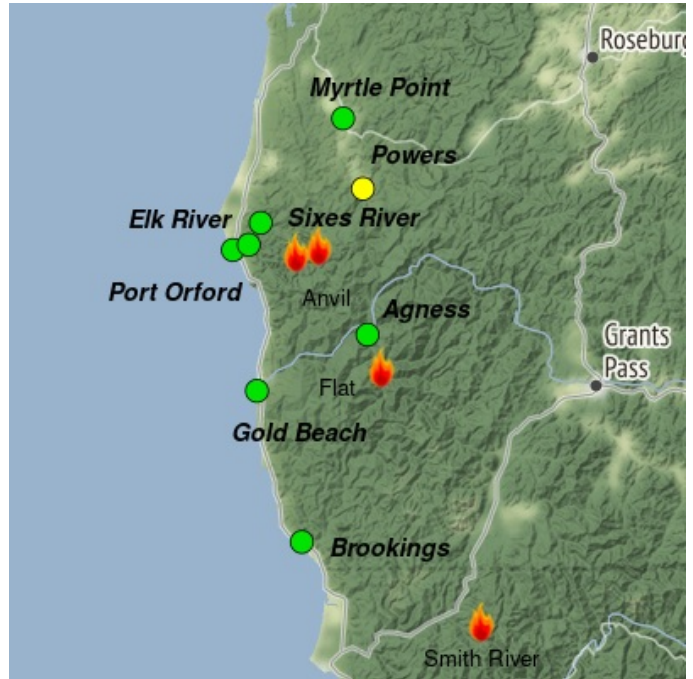 Roseburg
Myrtle Point
Powers
Elk River
Sixes River
Port Orford
Anvil
Agness
Grants
Pass
Flat
Gold Beach
Brookings
Smith River